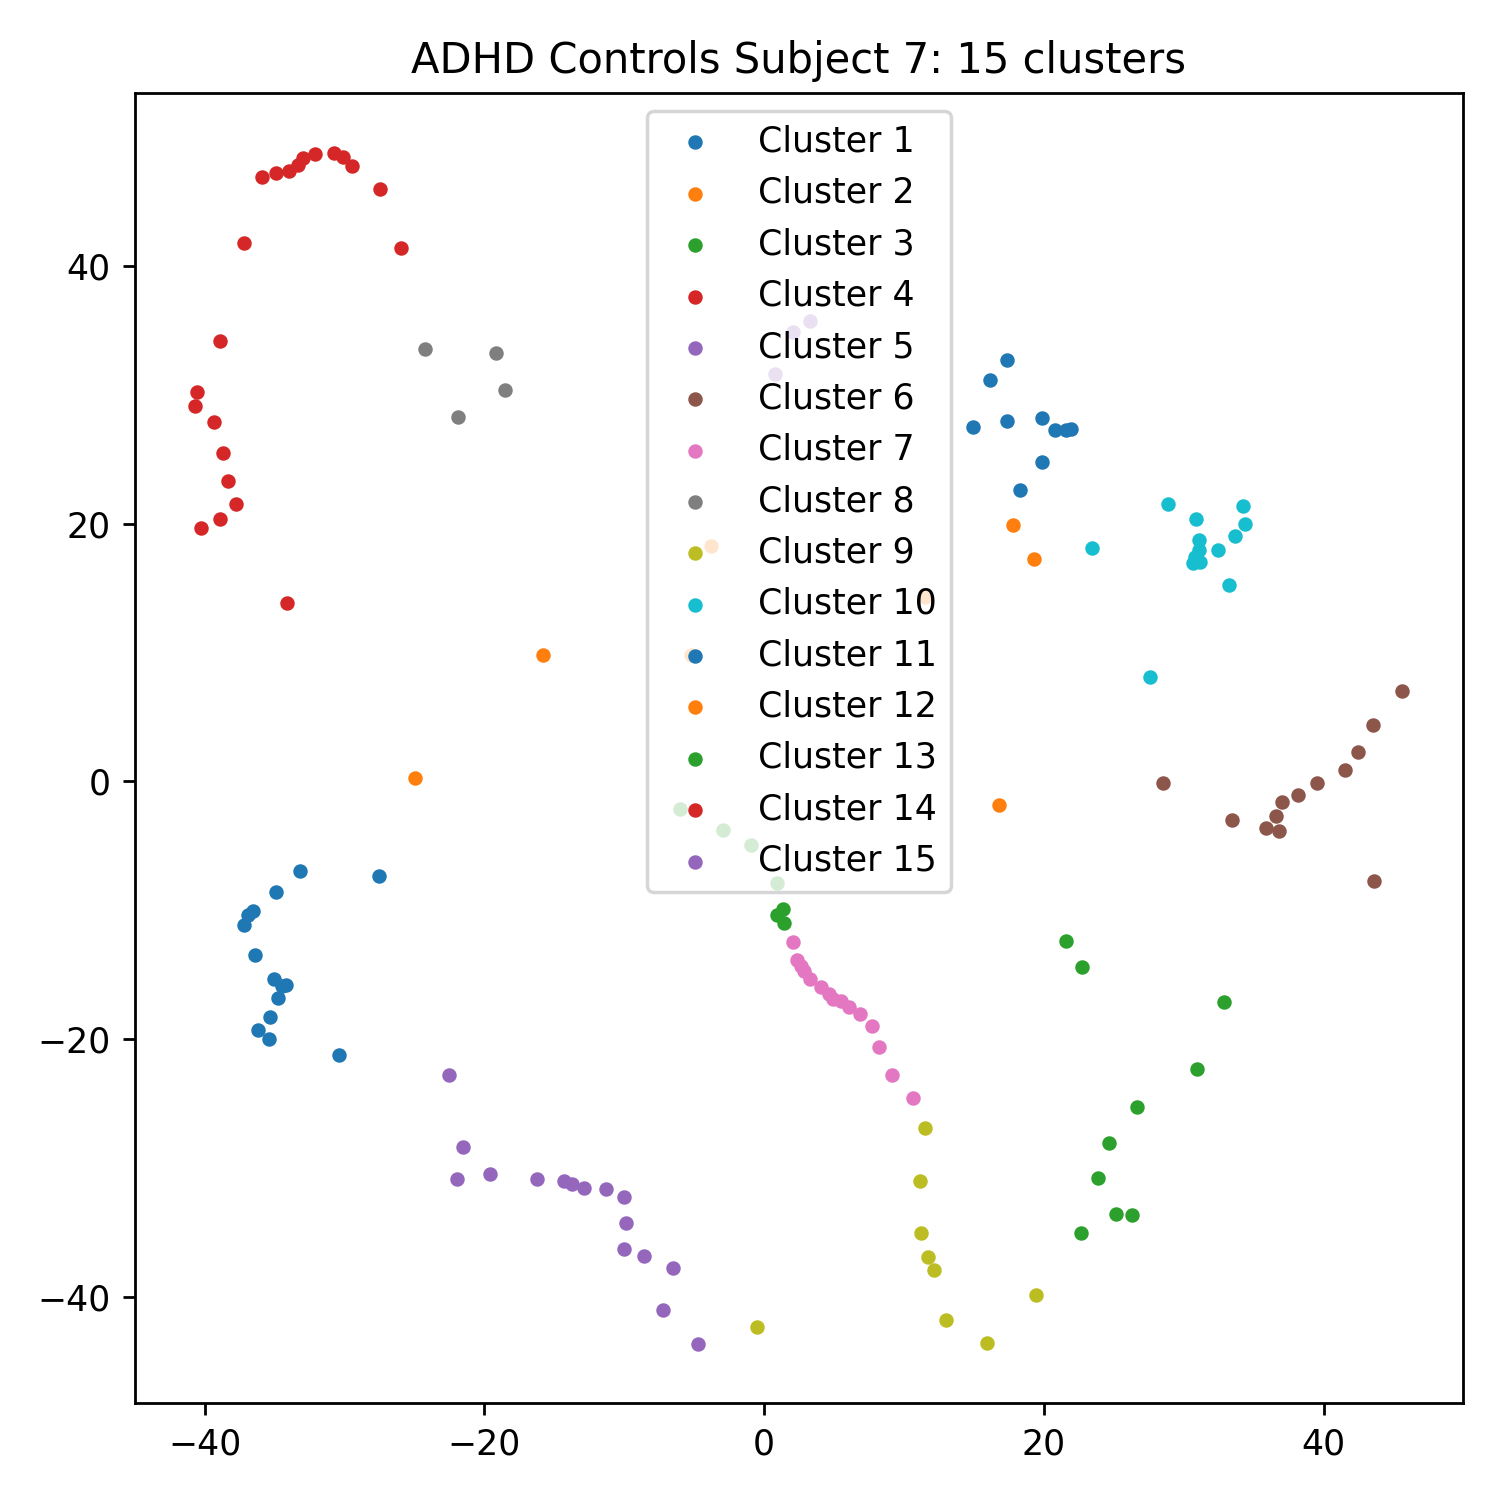 ADHD Controls Subject 7: 15 clusters
Cluster 1
Cluster 2
Cluster 3
Cluster 4
Cluster 5
Cluster 6
Cluster 7
Cluster 8
Cluster 9
Cluster 10
Cluster 11
Cluster 12
Cluster 13
Cluster 14
Cluster 15
40
20
0
−20
−40
−40 −20 0 20 40